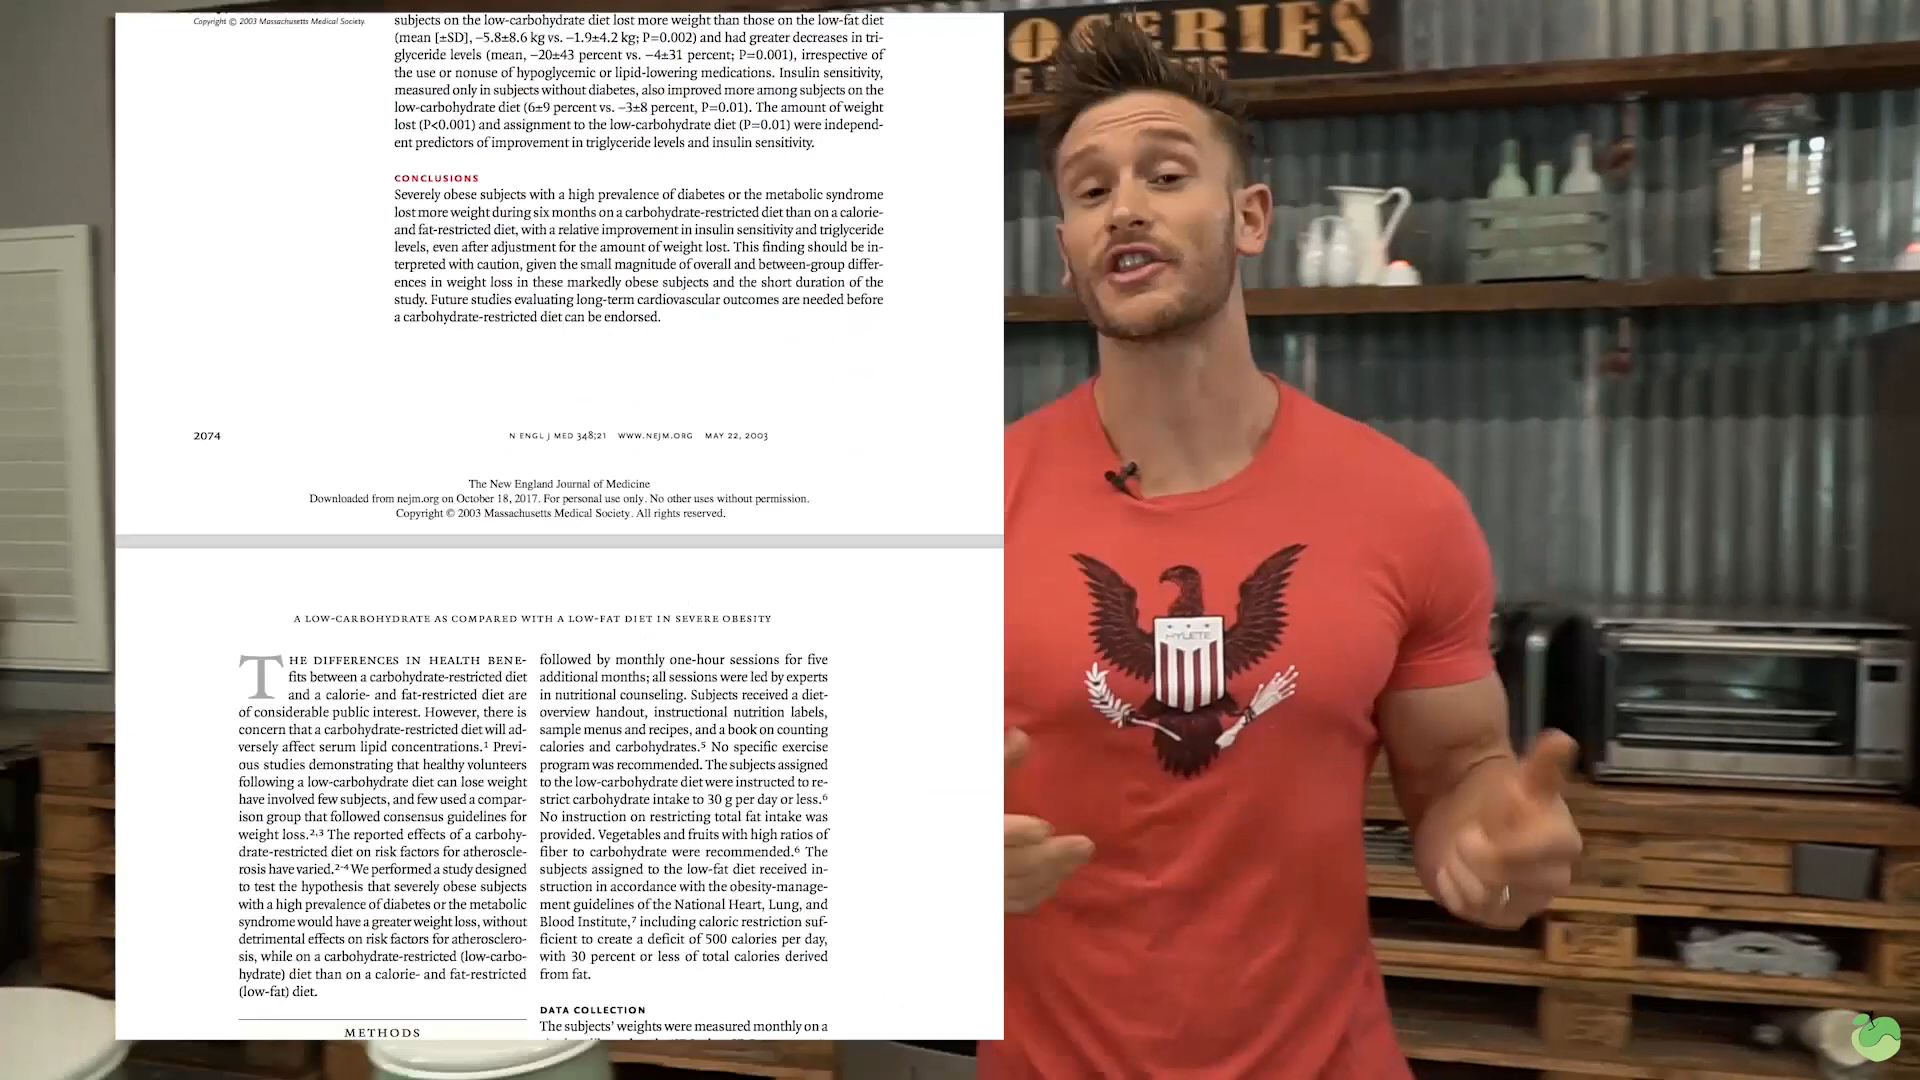 Copyright © 2003 Massachusetts Medical Society.
subjects on the low-carbohydrate diet lost more weight than those on the low-fat diet
(mean [±SD], –5.8±8.6 kg vs. –1.9±4.2 kg; P=0.002) and had greater decreases in tri-
glyceride levels (mean, –20±43 percent vs. –4±31 percent; P=0.001), irrespective of
the use or nonuse of hypoglycemic or lipid-lowering medications. Insulin sensitivity,
measured only in subjects without diabetes, also improved more among subjects on the
low-carbohydrate diet (6±9 percent vs. –3±8 percent, P=0.01). The amount of weight
lost (P<0.001) and assignment to the low-carbohydrate diet (P=0.01) were independ-
ent predictors of improvement in triglyceride levels and insulin sensitivity.
CONCLUSIONS
Severely obese subjects with a high prevalence of diabetes or the metabolic syndrome
lost more weight during six months on a carbohydrate-restricted diet than on a calorie-
and fat-restricted diet, with a relative improvement in insulin sensitivity and triglyceride
levels, even after adjustment for the amount of weight lost. This finding should be in-
terpreted with caution, given the small magnitude of overall and between-group differ-
ences in weight loss in these markedly obese subjects and the short duration of the
study. Future studies evaluating long-term cardiovascular outcomes are needed before
a carbohydrate-restricted diet can be endorsed.
2074
N ENGL J MED 348;21 WWW.NEJM.ORG MAY 22, 2003
The New England Journal of Medicine
Downloaded from nejm.org on October 18, 2017. For personal use only. No other uses without permission.
Copyright © 2003 Massachusetts Medical Society. All rights reserved.
A LOW-CARBOHYDRATE AS COMPARED WITH A LOW-FAT DIET IN SEVERE OBESITY
THE DIFFERENCES IN HEALTH BENE-
fits between a carbohydrate-restricted diet
and a calorie- and fat-restricted diet are
of considerable public interest. However, there is
concern that a carbohydrate-restricted diet will ad-
versely affect serum lipid concentrations.1 Previ-
ous studies demonstrating that healthy volunteers
following a low-carbohydrate diet can lose weight
have involved few subjects, and few used a compar-
ison group that followed consensus guidelines for
weight loss.2,3 The reported effects of a carbohy-
drate-restricted diet on risk factors for atheroscle-
rosis have varied.2-4 We performed a study designed
to test the hypothesis that severely obese subjects
with a high prevalence of diabetes or the metabolic
syndrome would have a greater weight loss, without
detrimental effects on risk factors for atherosclero-
sis, while on a carbohydrate-restricted (low-carbo-
hydrate) diet than on a calorie- and fat-restricted
(low-fat) diet.
METHODS
followed by monthly one-hour sessions for five
additional months; all sessions were led by experts
in nutritional counseling. Subjects received a diet-
overview handout, instructional nutrition labels,
sample menus and recipes, and a book on counting
calories and carbohydrates.5 No specific exercise
program was recommended. The subjects assigned
to the low-carbohydrate diet were instructed to re-
strict carbohydrate intake to 30 g per day or less.6
No instruction on restricting total fat intake was
provided. Vegetables and fruits with high ratios of
fiber to carbohydrate were recommended.6 The
subjects assigned to the low-fat diet received in-
struction in accordance with the obesity-manage-
ment guidelines of the National Heart, Lung, and
Blood Institute,7 including caloric restriction suf-
ficient to create a deficit of 500 calories per day,
with 30 percent or less of total calories derived
from fat.
DATA COLLECTION
The subjects' weights were measured monthly on a
OCERIES
HYLETE